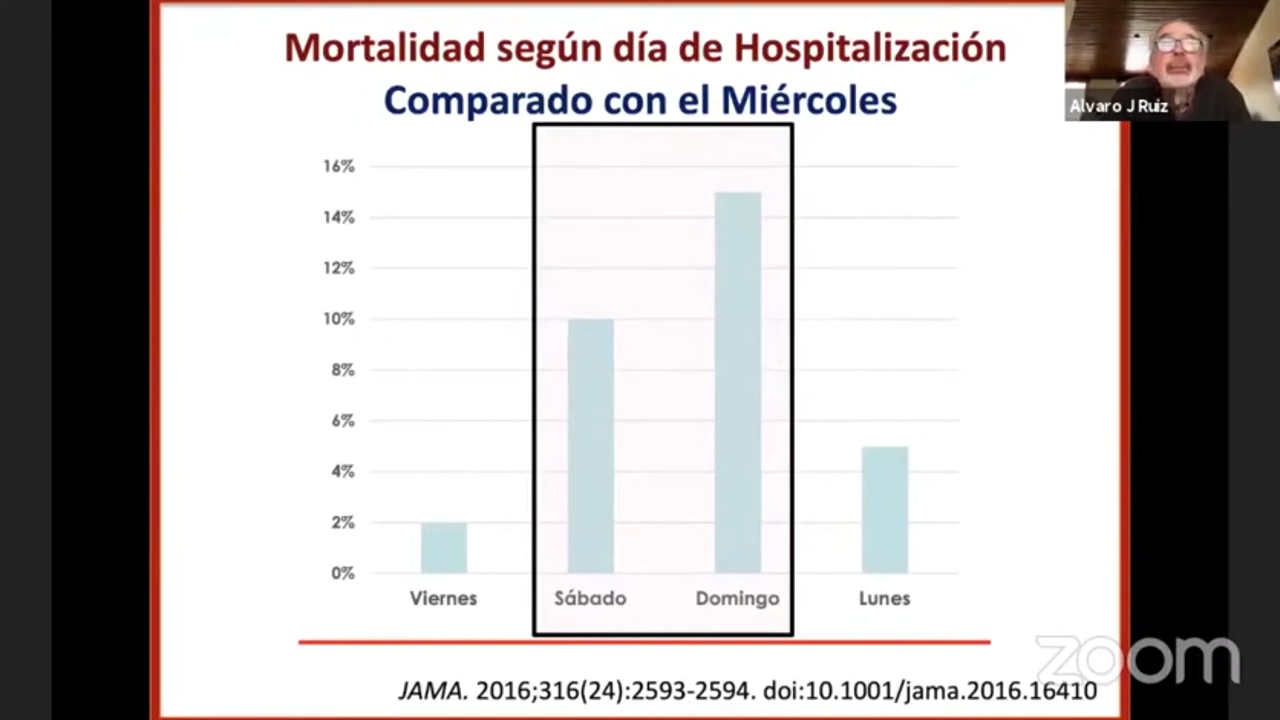 Mortalidad según día de Hospitalización
Comparado con el Miércoles
Alvaro J Ruiz
16%
14%
12%
10%
8%
6%
4%
2%
0%
Viernes Sábado Domingo Lunes
zoom
JAMA. 2016;316(24):2593-2594. doi:10.1001/jama.2016.16410